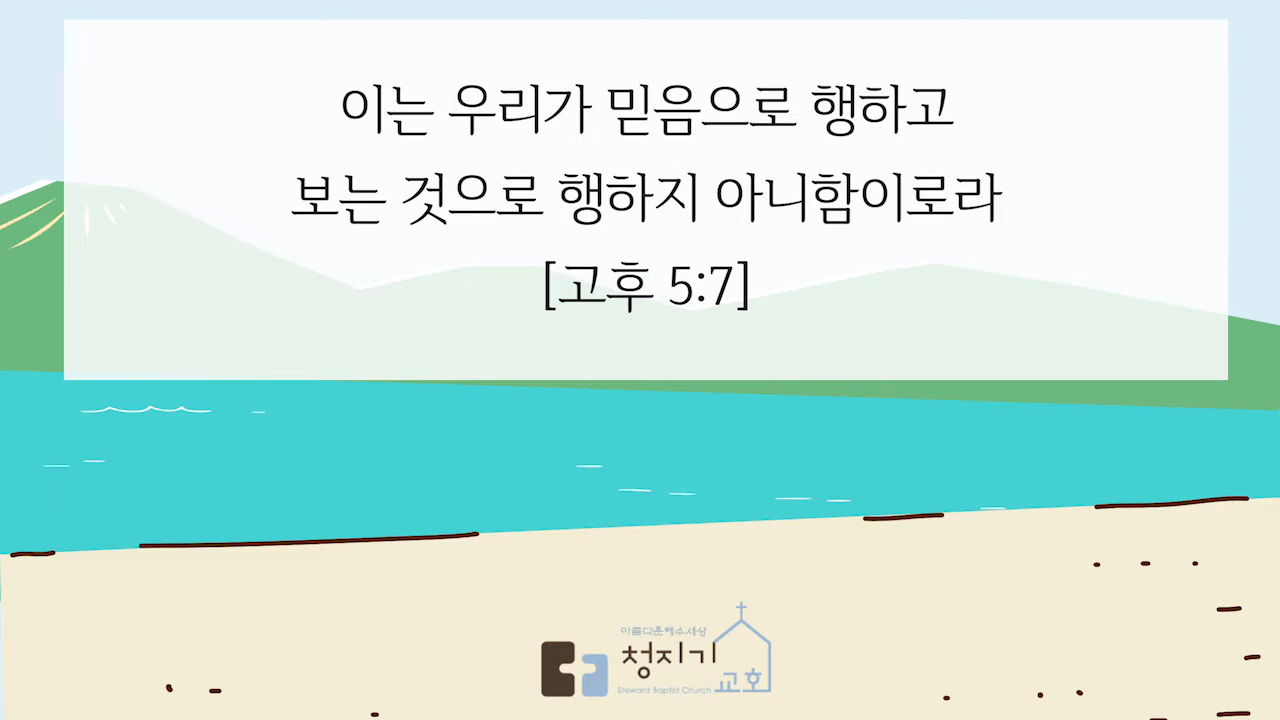 이는 우리가 믿음으로 행하고
보는 것으로 행하지 아니함이로라
[고후 5:7]
아름다운예수세상
청지기
Steward Baptist Church 교회